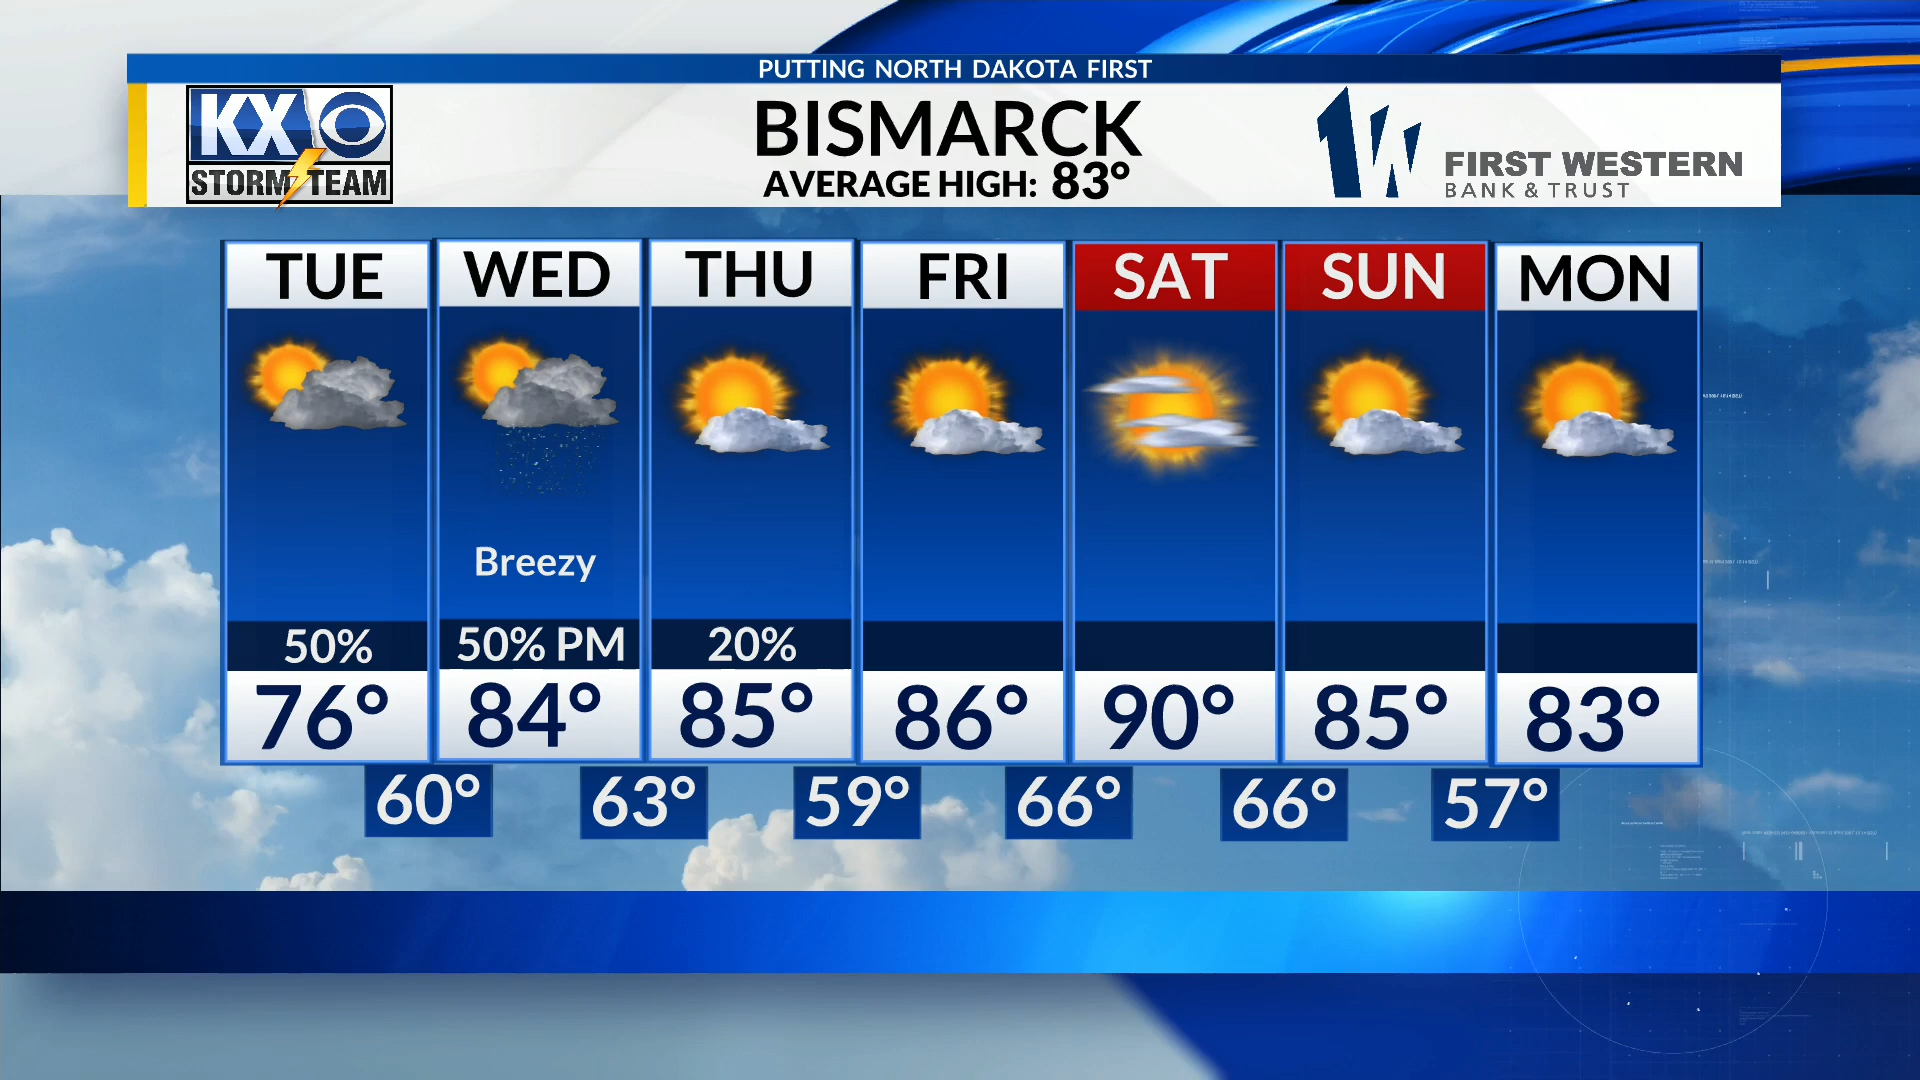 PUTTING NORTH DAKOTA FIRST
KX
STORM TEAM
BISMARCK
AVERAGE HIGH: 83°
1W
FIRST WESTERN
BANK & TRUST
TUE WED THU FRI SAT SUN MON
Breezy
50% 50% PM 20%
76° 84° 85° 86° 90° 85° 83°
60° 63° 59° 66° 66° 57°